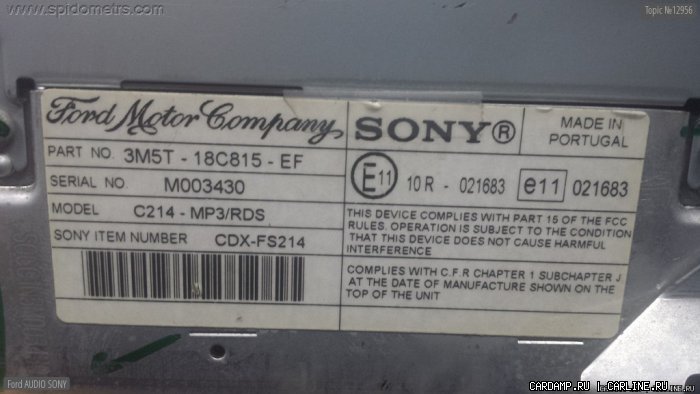 www.spidometrs.com
Topic №12956
Ford Motor Company
PART NO. 3M5T - 18C815 - EF
SERIAL NO. M003430
MODEL C214 - MP3/RDS
SONY ITEM NUMBER CDX-FS214
SONY®
MADE IN
PORTUGAL
E11 10 R - 021683 e11 021683
THIS DEVICE COMPLIES WITH PART 15 OF THE FCC
RULES. OPERATION IS SUBJECT TO THE CONDITION
THAT THIS DEVICE DOES NOT CAUSE HARMFUL
INTERFERENCE
COMPLIES WITH C.F.R CHAPTER 1 SUBCHAPTER J
AT THE DATE OF MANUFACTURE SHOWN ON THE
TOP OF THE UNIT
Ford AUDIO SONY
CARDAMP.RU | CARLINE.RU